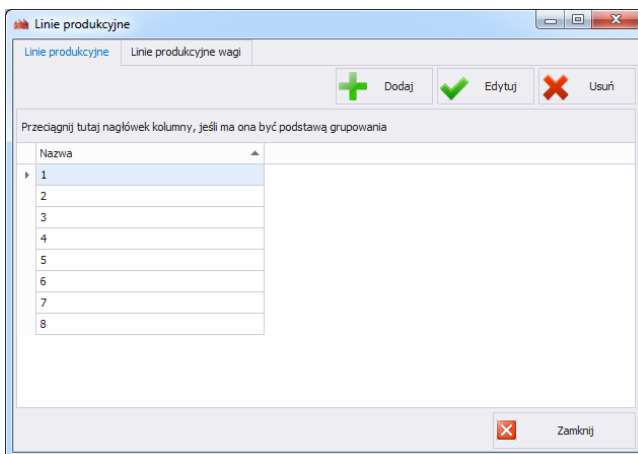 Linie produkcyjne
Linie produkcyjne Linie produkcyjne wagi
Dodaj Edytuj Usuń
Przeciągnij tutaj nagłówek kolumny, jeśli ma ona być podstawą grupowania
Nazwa
1
2
3
4
5
6
7
8
Zamknij